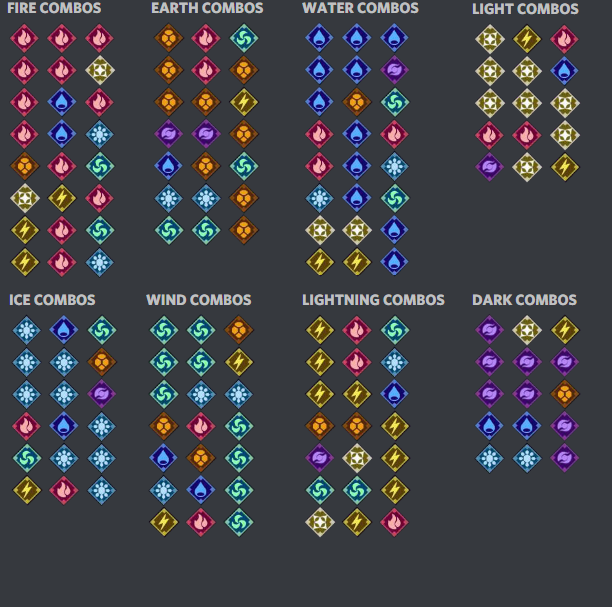 FIRE COMBOS
EARTH COMBOS
WATER COMBOS
LIGHT COMBOS
ICE COMBOS
WIND COMBOS
LIGHTNING COMBOS
DARK COMBOS